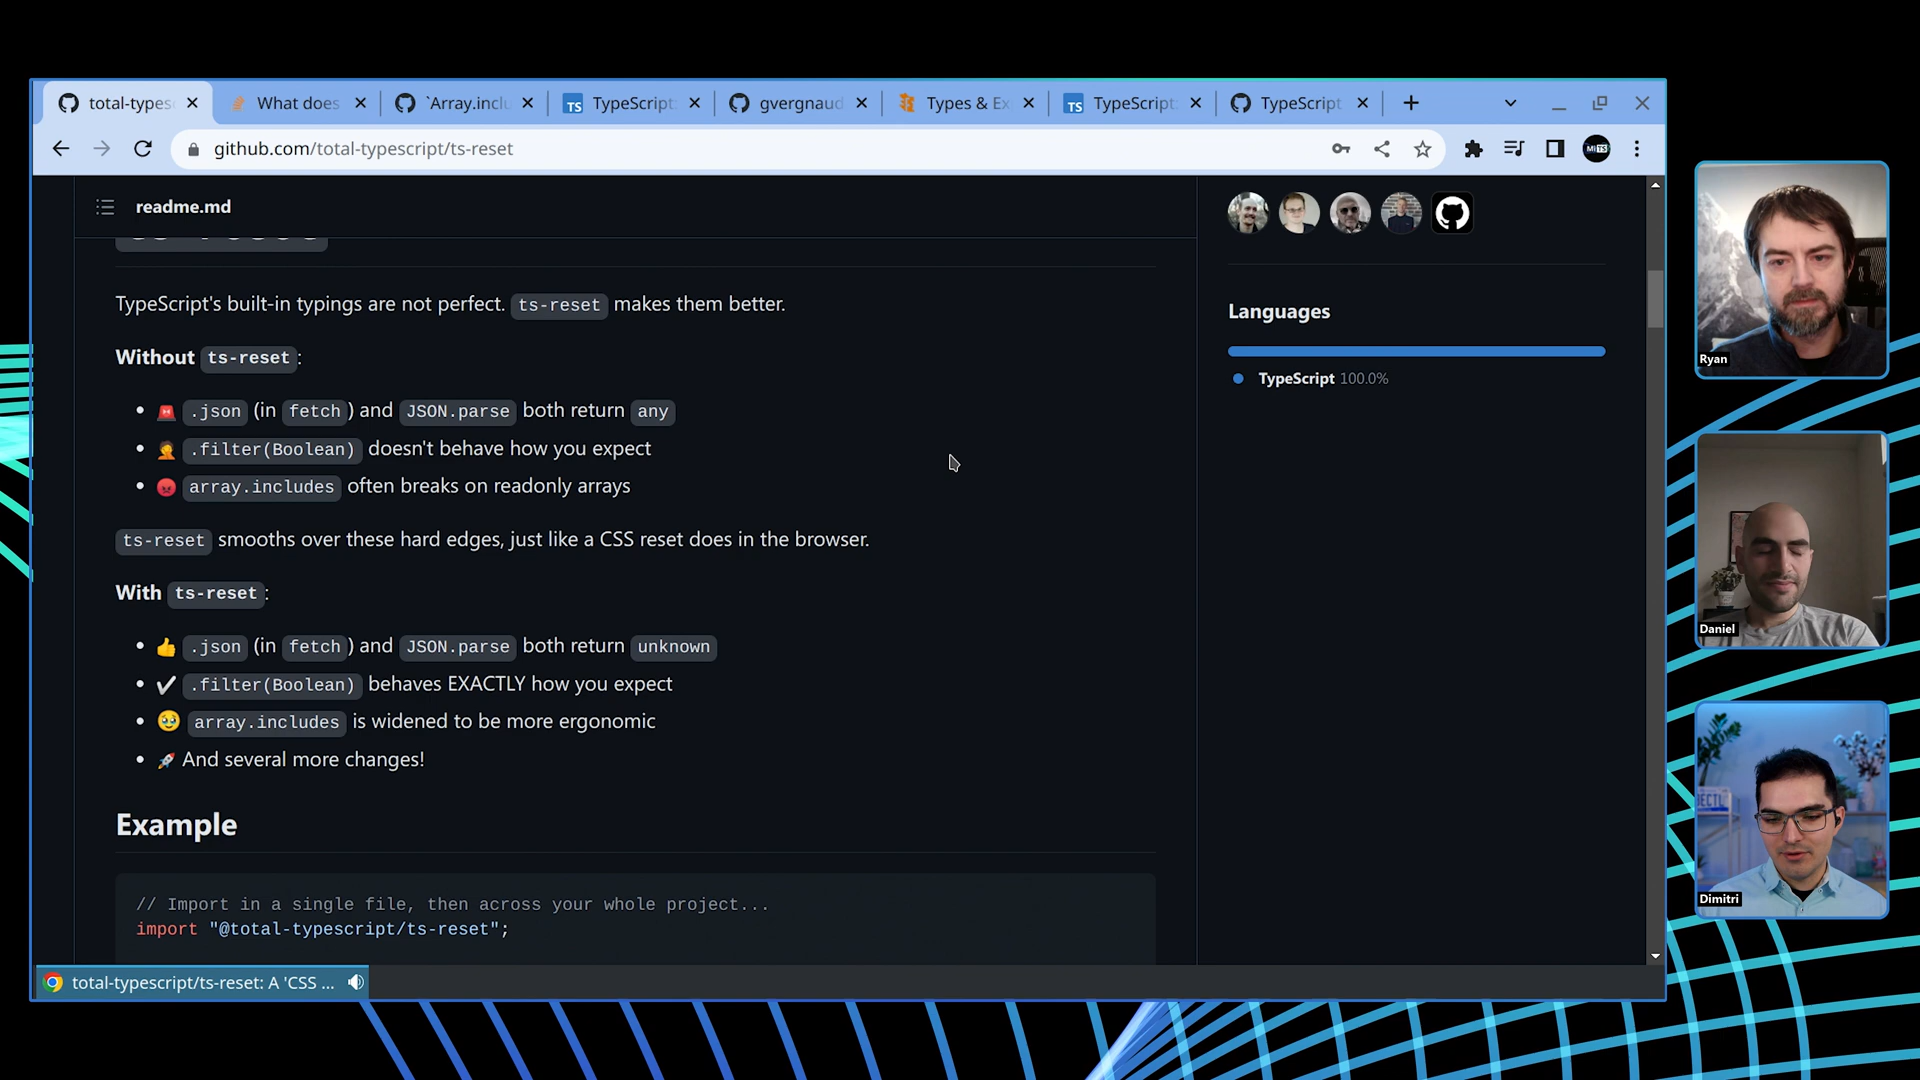 total-types
What does
`Array.inclu
TypeScript:
gvergnaud
Types & Ex
TypeScript:
TypeScript
github.com/total-typescript/ts-reset
MiTS
readme.md
TypeScript's built-in typings are not perfect. ts-reset makes them better.
Without ts-reset:
.json (in fetch) and JSON.parse both return any
.filter(Boolean) doesn't behave how you expect
array.includes often breaks on readonly arrays
ts-reset smooths over these hard edges, just like a CSS reset does in the browser.
With ts-reset:
.json (in fetch) and JSON.parse both return unknown
.filter(Boolean) behaves EXACTLY how you expect
array.includes is widened to be more ergonomic
And several more changes!
Example
// Import in a single file, then across your whole project...
import "@total-typescript/ts-reset";
Languages
TypeScript 100.0%
total-typescript/ts-reset: A 'CSS ...
Ryan
Daniel
Dimitri